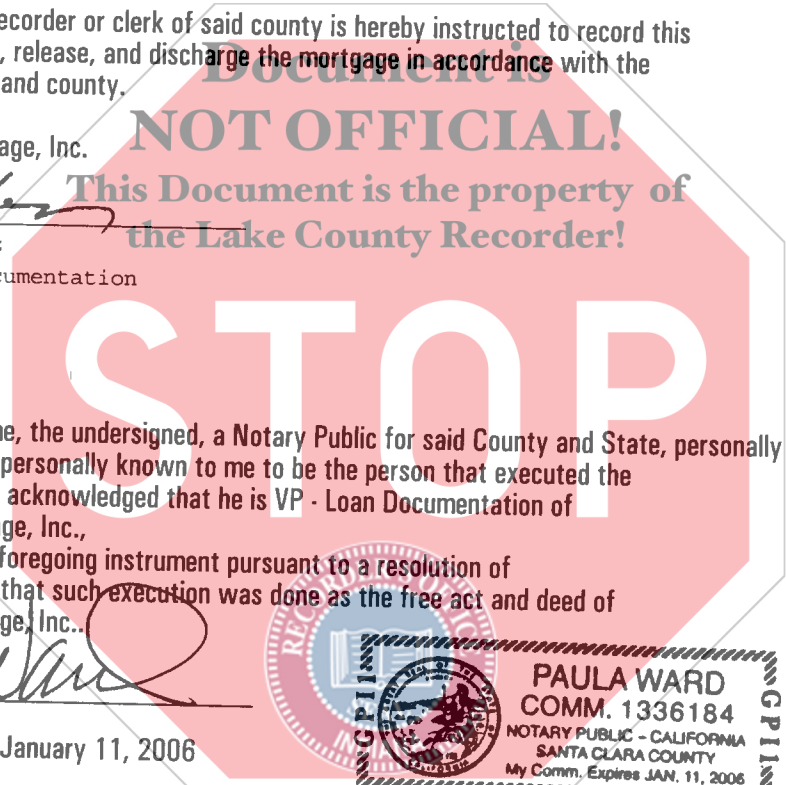 ecorder or clerk of said county is hereby instructed to record this
, release, and discharge the mortgage in accordance with the
and county.
Document is
NOT OFFICIAL!
This Document is the property of
the Lake County Recorder!
age, Inc.
:
cumentation
STOP
ne, the undersigned, a Notary Public for said County and State, personally
personally known to me to be the person that executed the
acknowledged that he is VP - Loan Documentation of
age, Inc.,
foregoing instrument pursuant to a resolution of
that such execution was done as the free act and deed of
ge, Inc..
January 11, 2006
PAULA WARD
COMM. 1336184
NOTARY PUBLIC - CALIFORNIA
SANTA CLARA COUNTY
My Comm. Expires JAN. 11, 2006
GPI1
GPI1